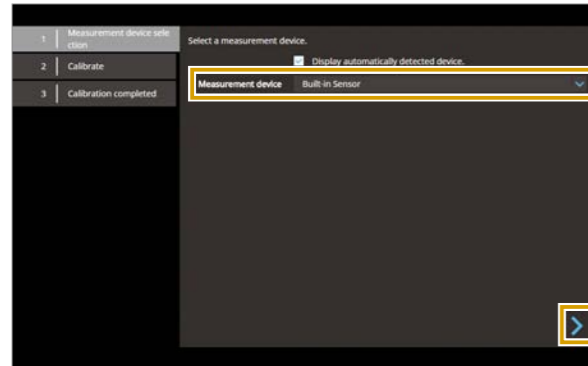 1 Measurement device sele
ction
Select a measurement device.
Display automatically detected device.
2 Calibrate
Measurement device Built-in Sensor
3 Calibration completed